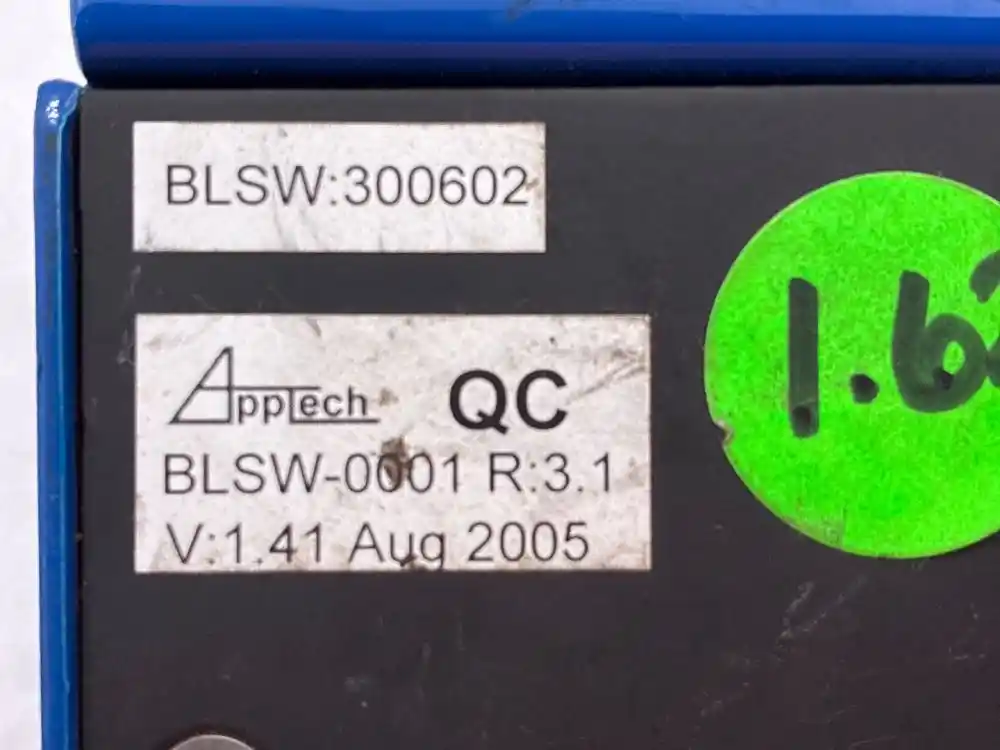 BLSW:300602
AppTech QC
BLSW-0001 R:3.1
V:1.41 Aug 2005